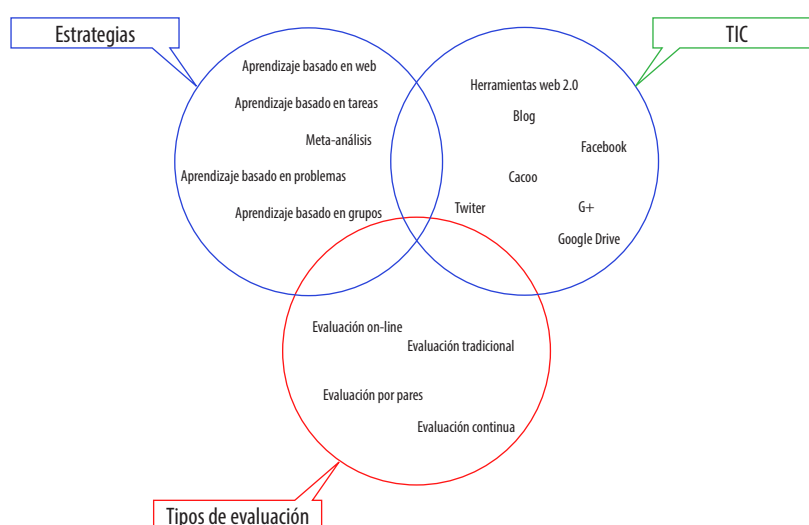 Estrategias
TIC
Aprendizaje basado en web
Aprendizaje basado en tareas
Meta-análisis
Aprendizaje basado en problemas
Aprendizaje basado en grupos
Herramientas web 2.0
Blog
Facebook
Cacoo
Twiter
G+
Google Drive
Evaluación on-line
Evaluación tradicional
Evaluación por pares
Evaluación continua
Tipos de evaluación